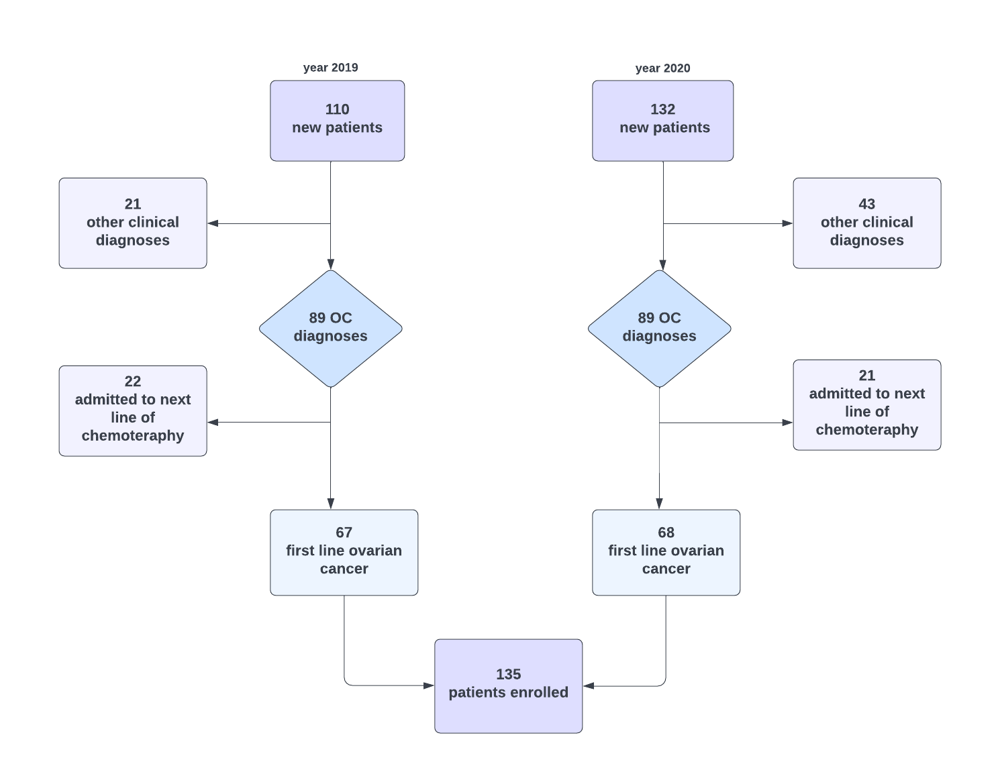 year 2019
110
new patients
21
other clinical
diagnoses
89 OC
diagnoses
22
admitted to next
line of
chemoteraphy
67
first line ovarian
cancer
year 2020
132
new patients
43
other clinical
diagnoses
89 OC
diagnoses
21
admitted to next
line of
chemoteraphy
68
first line ovarian
cancer
135
patients enrolled